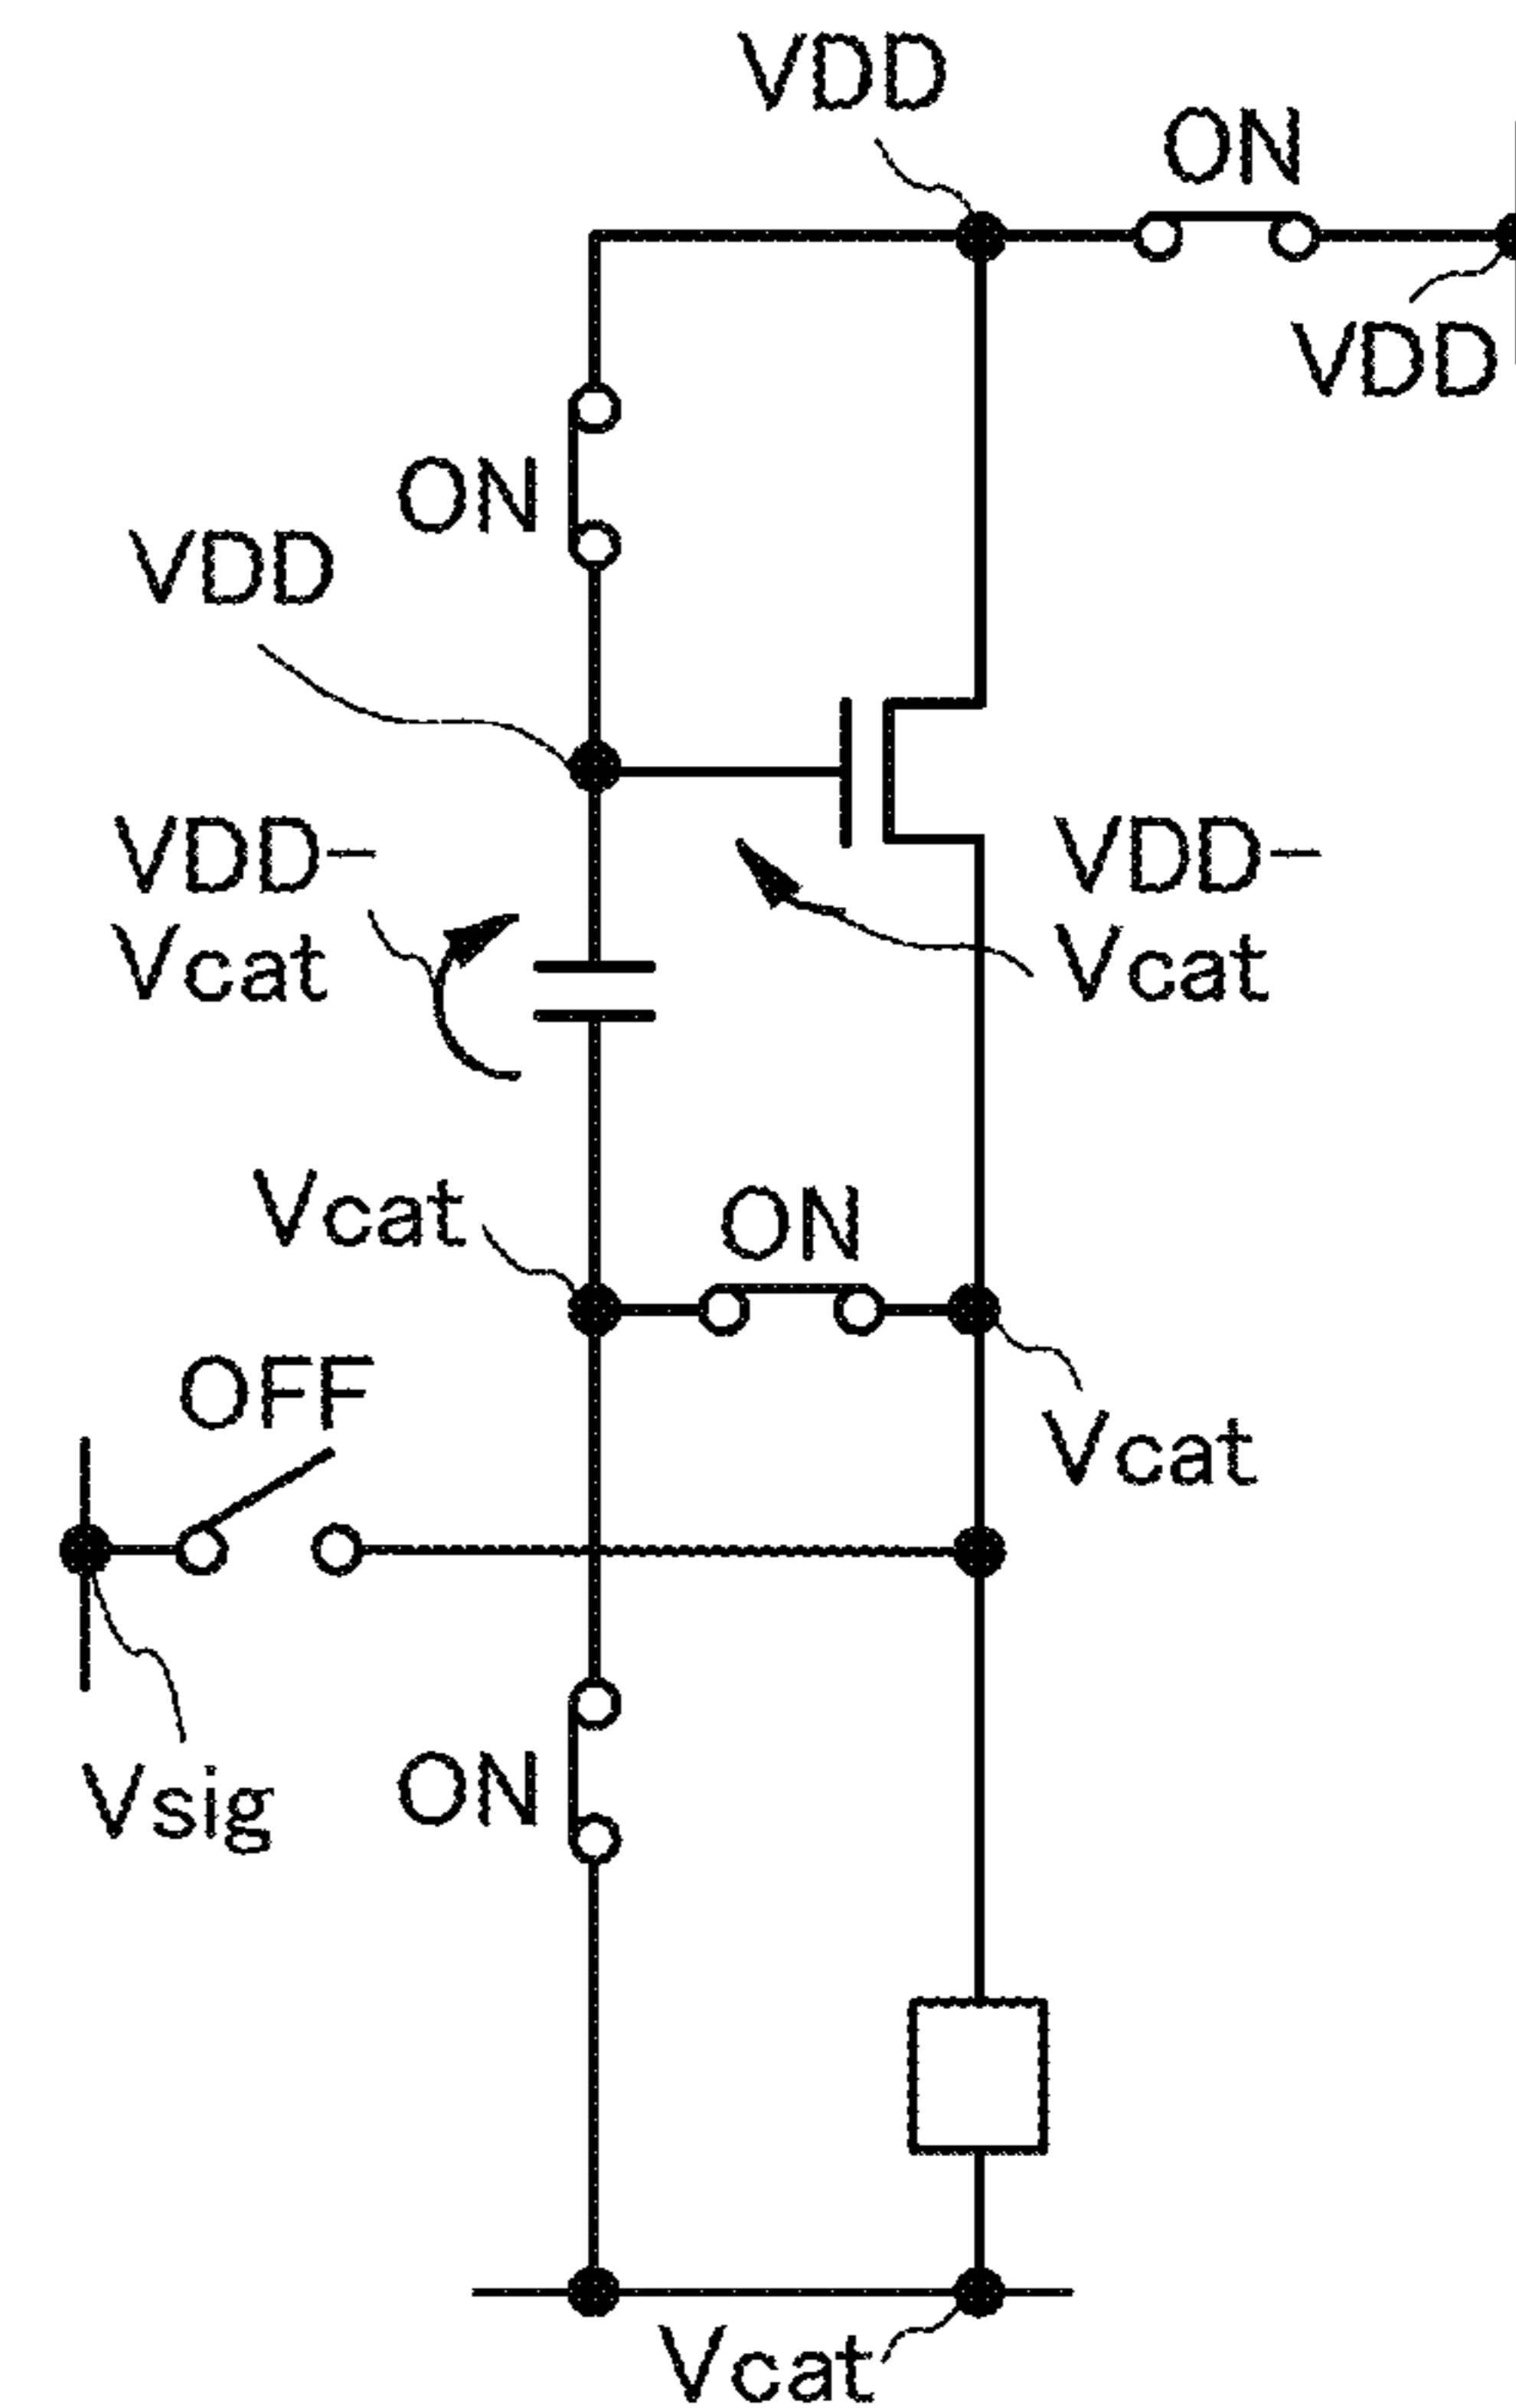 VDD
ON
VDD
ON
VDD
VDD-
Vcat
VDD-
Vcat
Vcat
ON
OFF
Vcat
Vsig
ON
Vcat